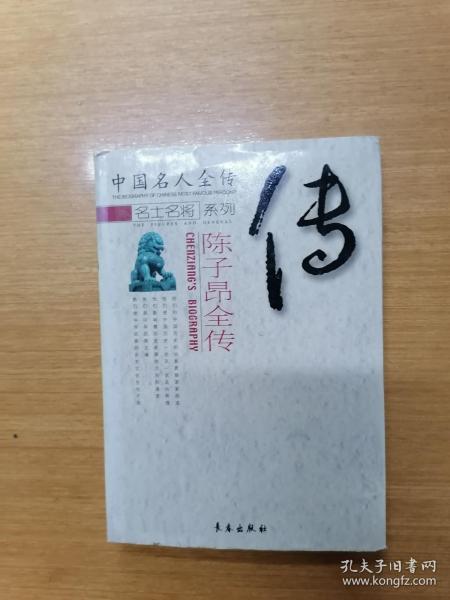 中国名人全传
THE BIOGRAPHY OF CHINESE MOST FAMOUS PERSONS
名士名将系列
THE FIGURES AND GENERAL
传
陈子昂全传
CHENZIANG'S BIOGRAPHY
长春出版社
孔夫子旧书网
www.kongfz.com